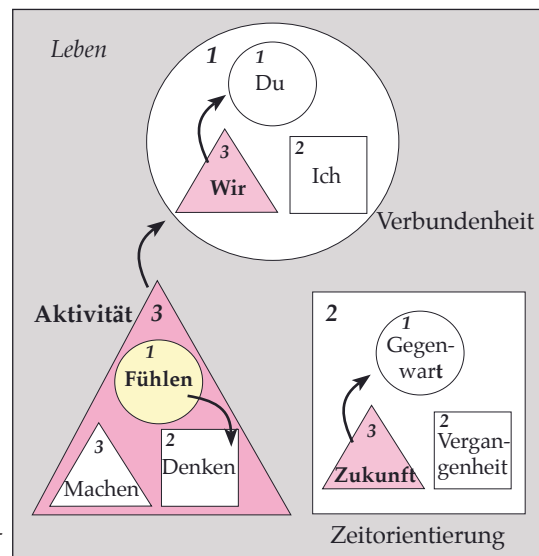 Leben
1
1
Du
3
Wir
2
Ich
Verbundenheit
Aktivität 3
1
Fühlen
3
Machen
2
Denken
2
1
Gegen-
wart
3
Zukunft
2
Vergan-
genheit
Zeitorientierung